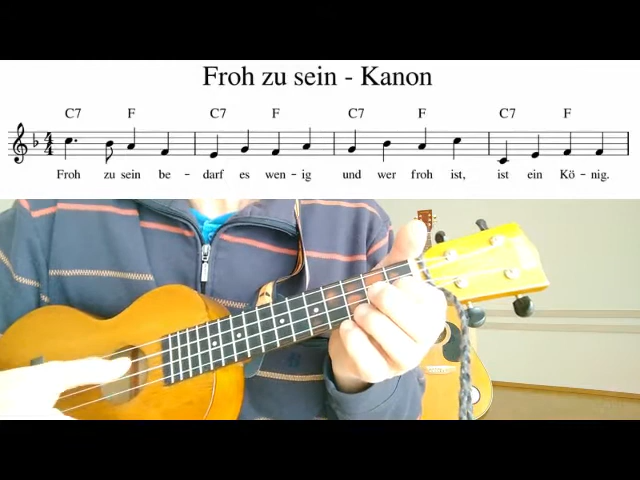 Froh zu sein - Kanon
C7 F C7 F C7 F C7 F
Froh zu sein be - darf es wen - ig und wer froh ist, ist ein Kö - nig.